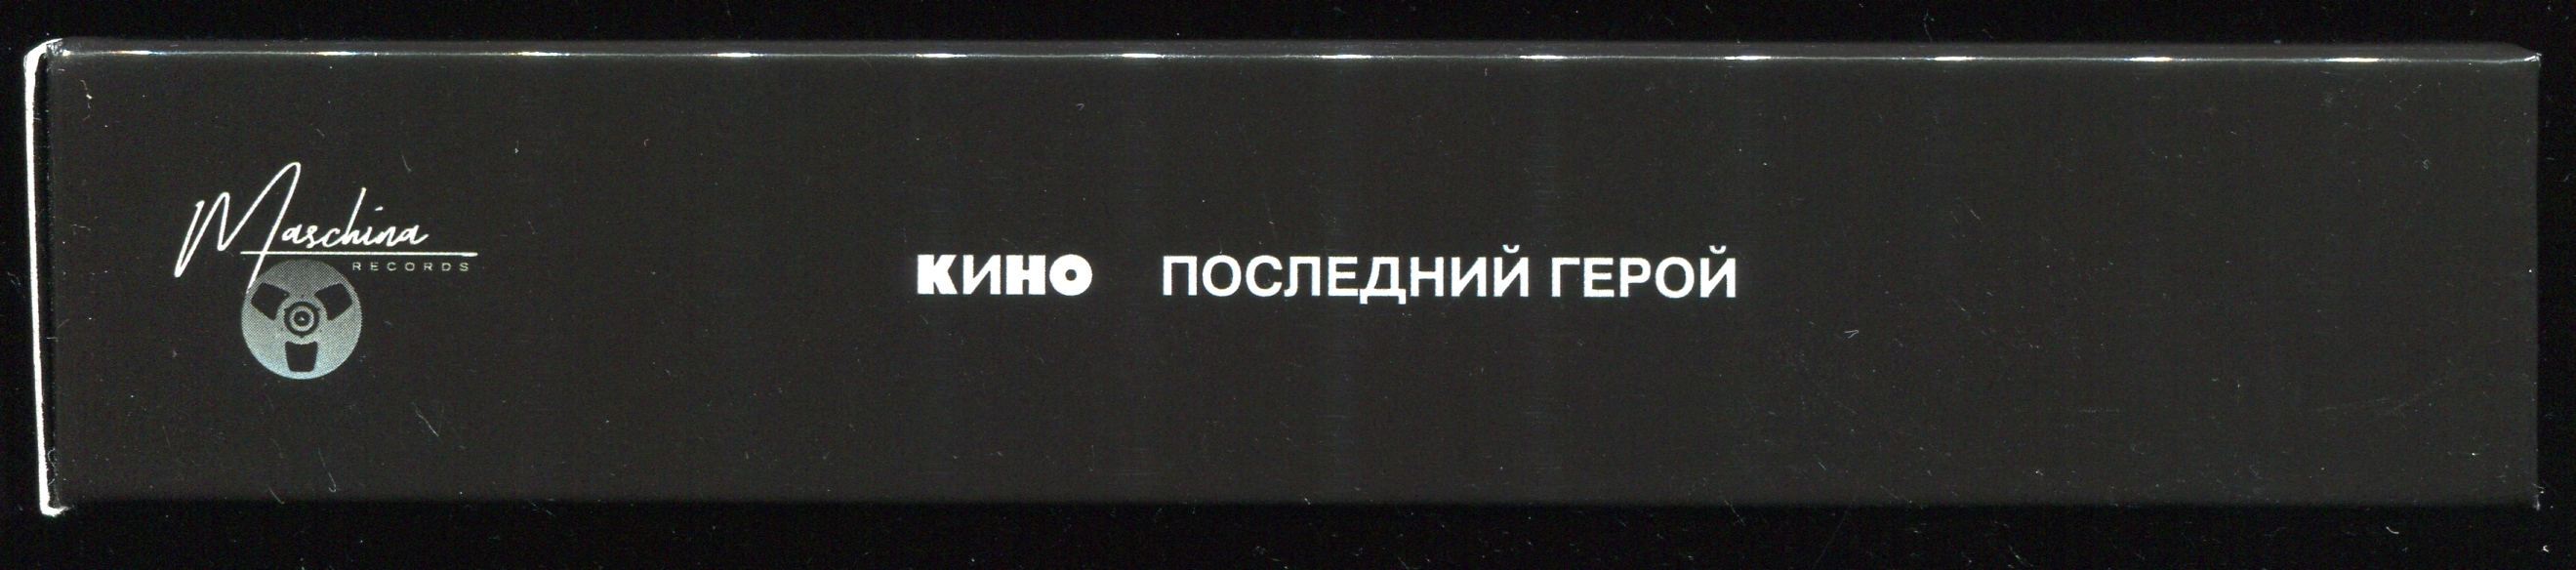 Maschina
RECORDS
КИНО ПОСЛЕДНИЙ ГЕРОЙ